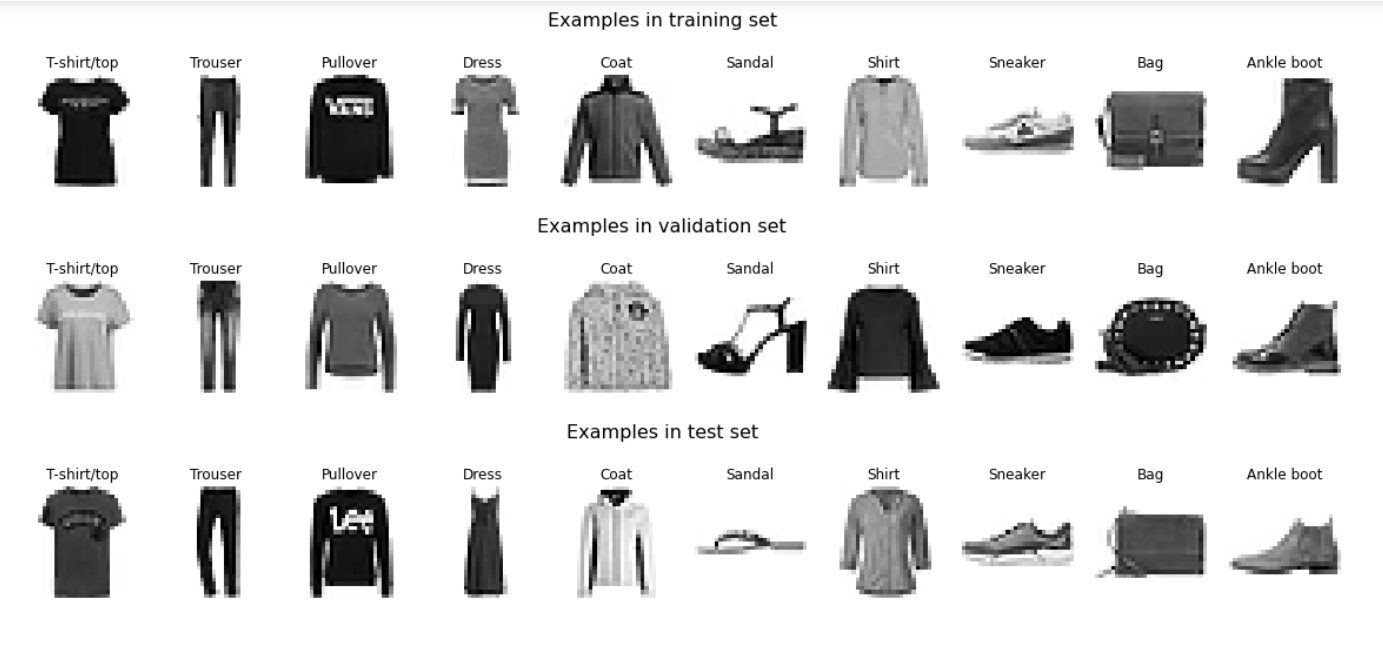 Examples in training set
T-shirt/top Trouser Pullover Dress Coat Sandal Shirt Sneaker Bag Ankle boot
Examples in validation set
T-shirt/top Trouser Pullover Dress Coat Sandal Shirt Sneaker Bag Ankle boot
Examples in test set
T-shirt/top Trouser Pullover Dress Coat Sandal Shirt Sneaker Bag Ankle boot
Lee